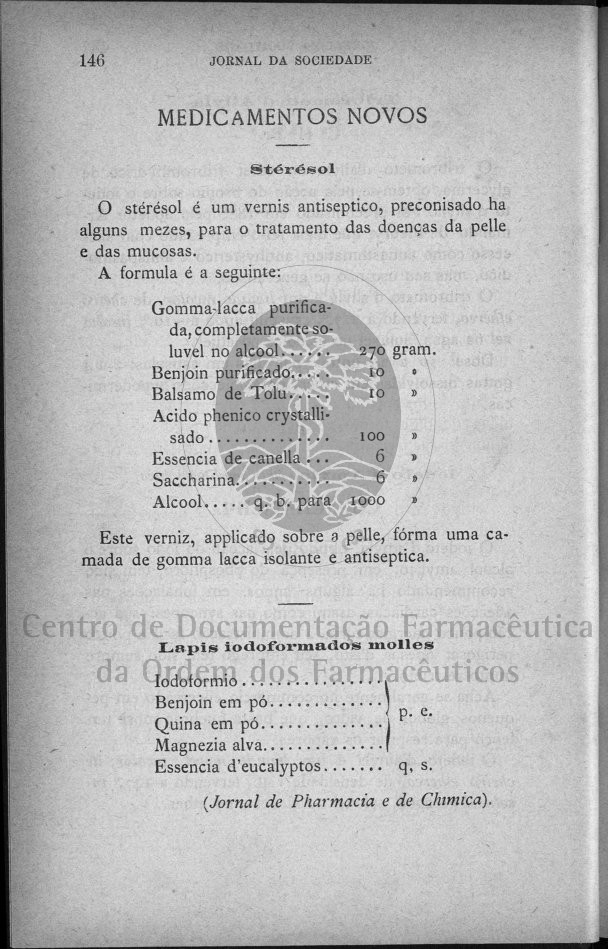 146 JORNAL DA SOCIEDADE
MEDICAMENTOS NOVOS
Stérésol
O stérésol é um vernis antiseptico, preconisado ha
alguns mezes, para o tratamento das doenças da pelle
e das mucosas.
A formula é a seguinte:
Gomma-lacca purifica-
da, completamente so-
luvel no alcool...... 270 gram.
Benjoin purificado..... 10 »
Balsamo de Tolu..... 10 »
Acido phenico crystalli-
sado .............. 100 »
Essencia de canella ... 6 »
Saccharina........... 6 »
Alcool..... q. b. para 1000 »
Este verniz, applicado sobre a pelle, fórma uma ca-
mada de gomma lacca isolante e antiseptica.
Centro de Documentação Farmacêutica
da Ordem dos Farmacêuticos
Lapis iodoformados molles
Iodoformio ................
Benjoin em pó..............
Quina em pó............... p. e.
Magnezia alva..............
Essencia d'eucalyptos....... q, s.
(Jornal de Pharmacia e de Chimica).